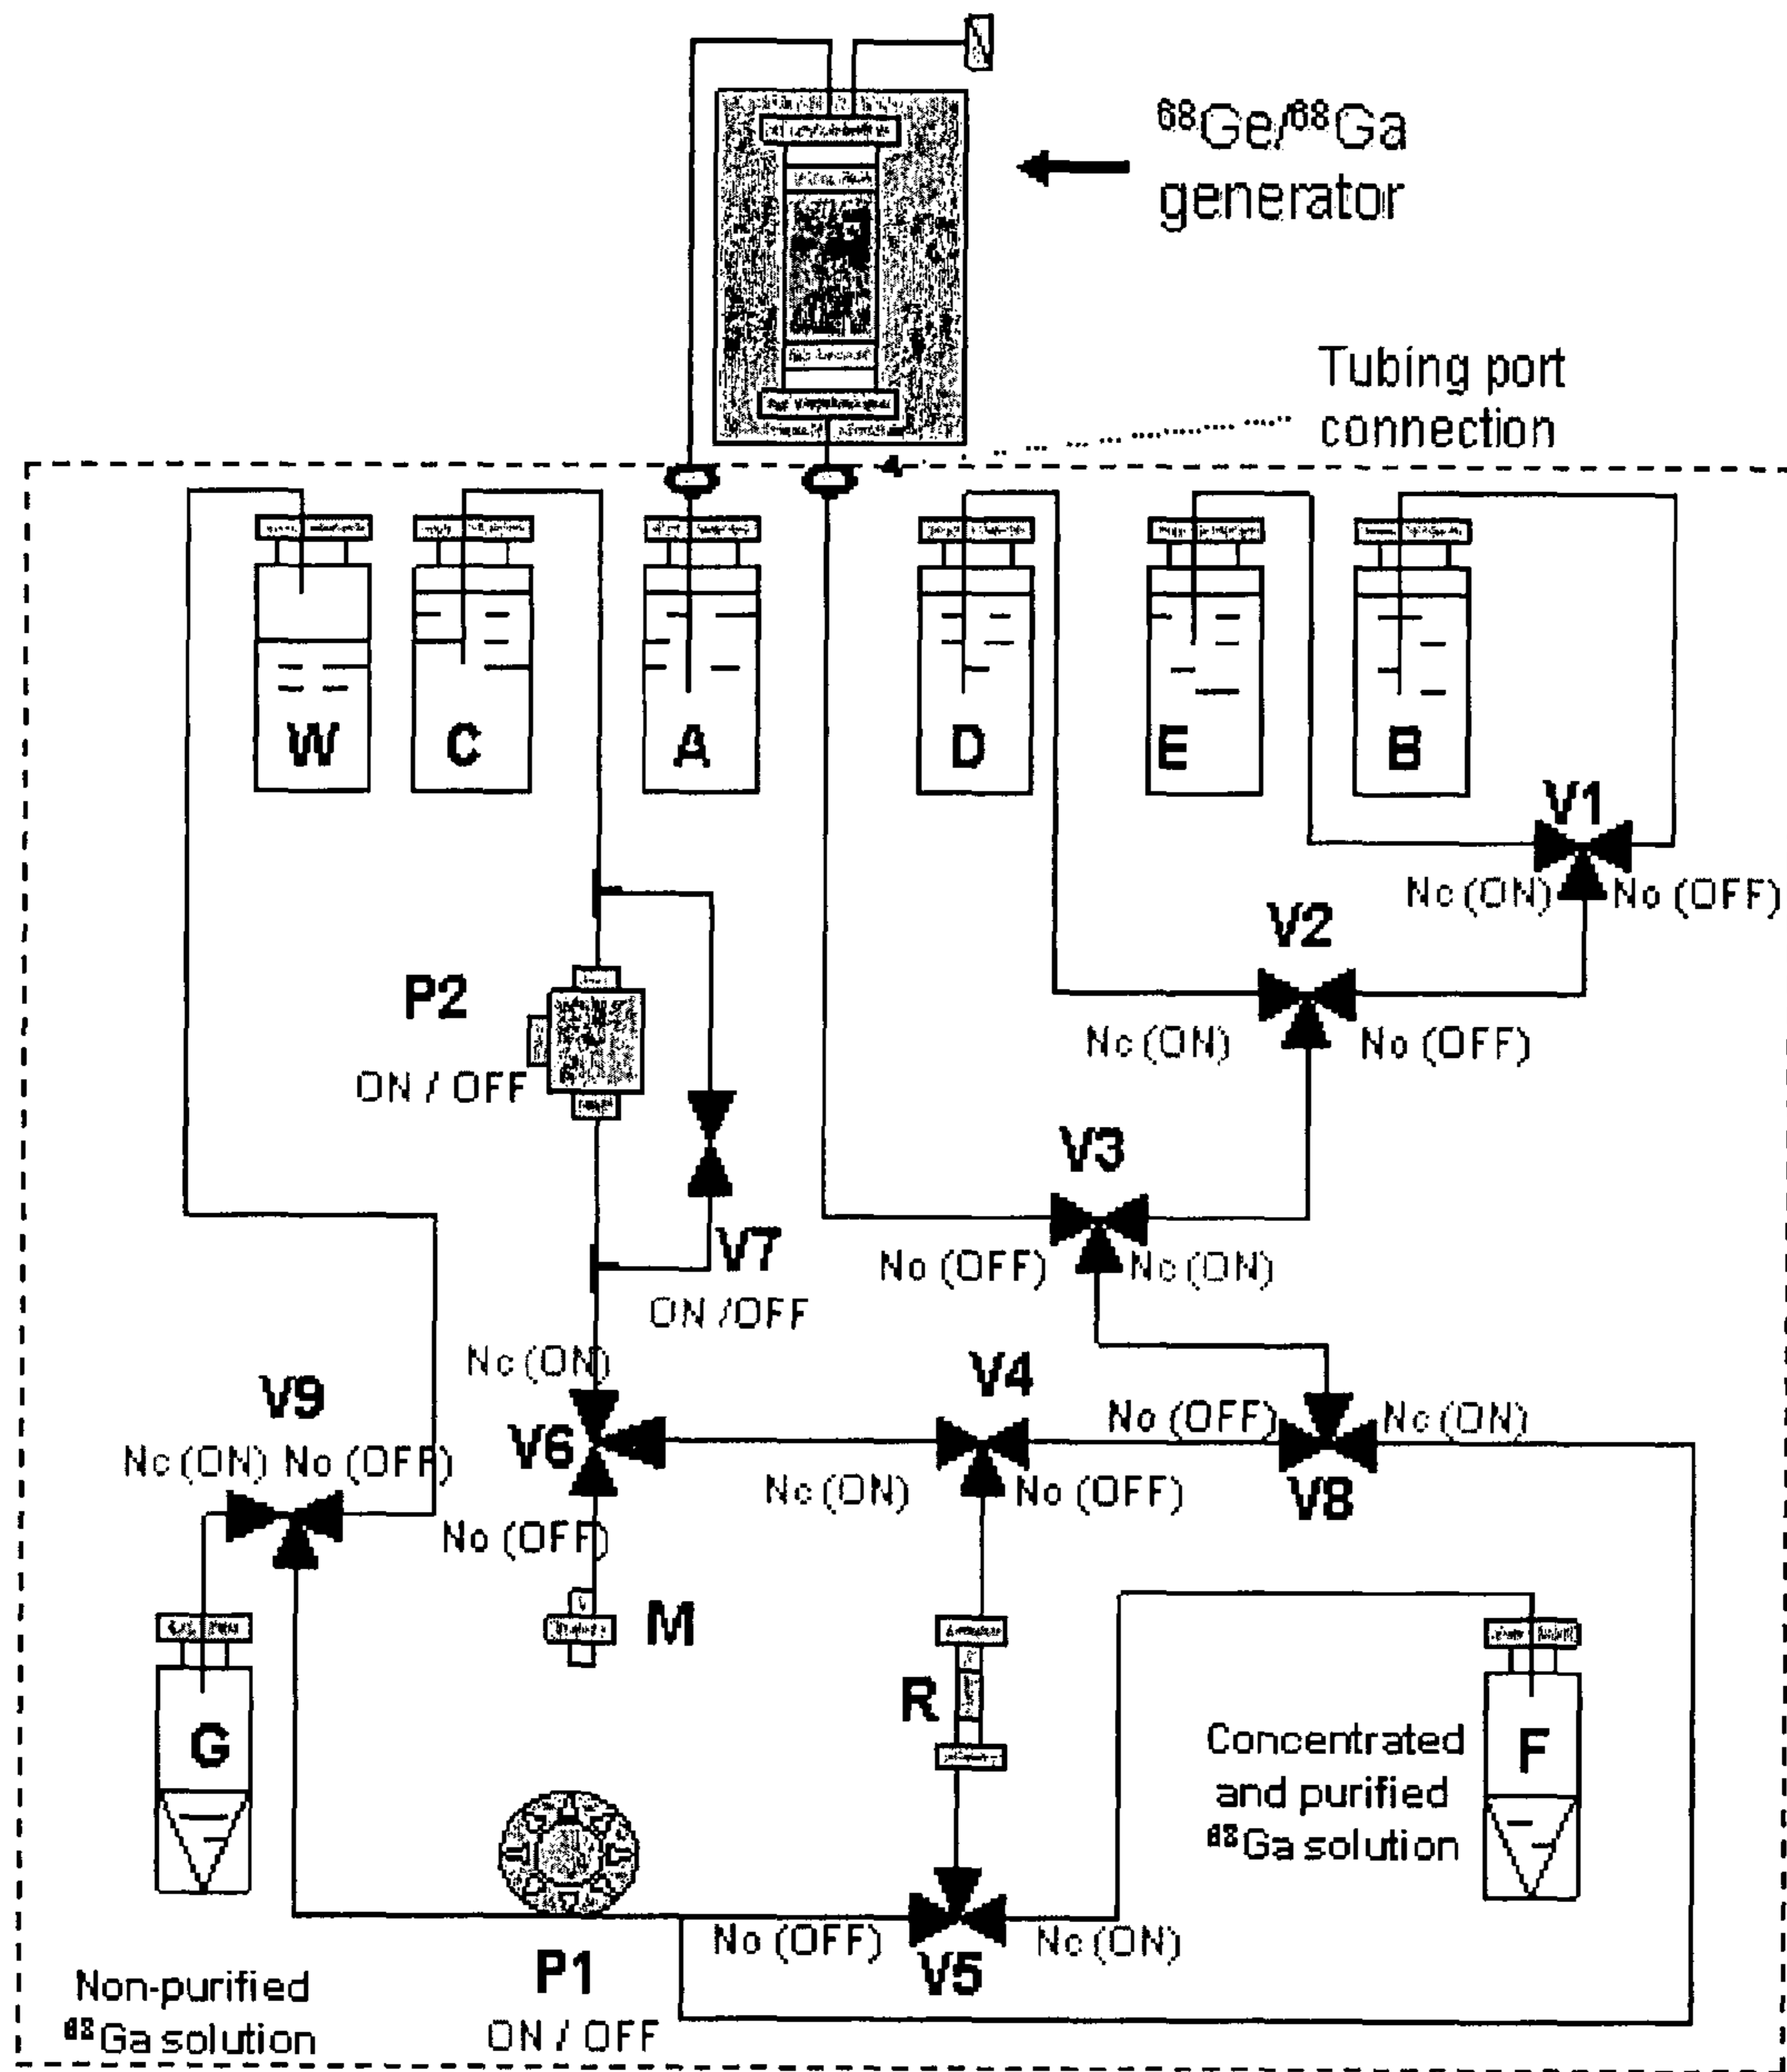 ⁶⁸Ge/⁶⁸Ga
generator
Tubing port
connection
W
C
A
D
E
B
V1
Nc (ON)
No (OFF)
V2
Nc (ON)
No (OFF)
P2
ON / OFF
V3
No (OFF)
Nc (ON)
V7
ON /OFF
Nc (ON)
V6
No (OFF)
V9
Nc (ON) No (OFF)
V4
Nc (ON)
No (OFF)
No (OFF)
Nc (ON)
V8
M
R
G
Concentrated
and purified
⁶⁸Ga solution
F
No (OFF)
Nc (ON)
V5
P1
ON / OFF
Non-purified
⁶⁸Ga solution